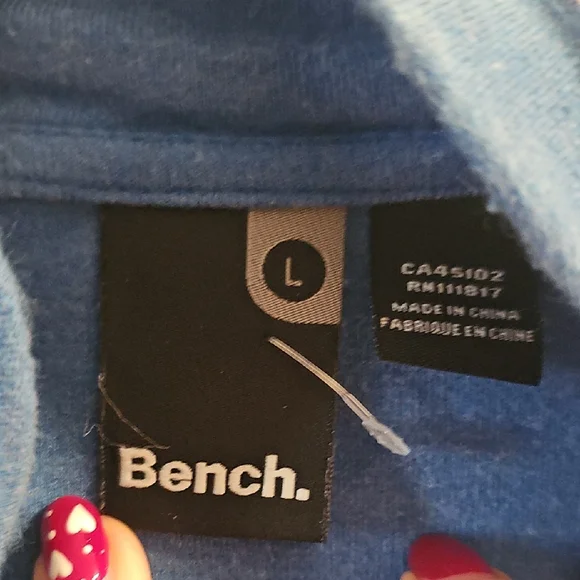 L
Bench.
CA45102
RN111817
MADE IN CHINA
FABRIQUE EN CHINE